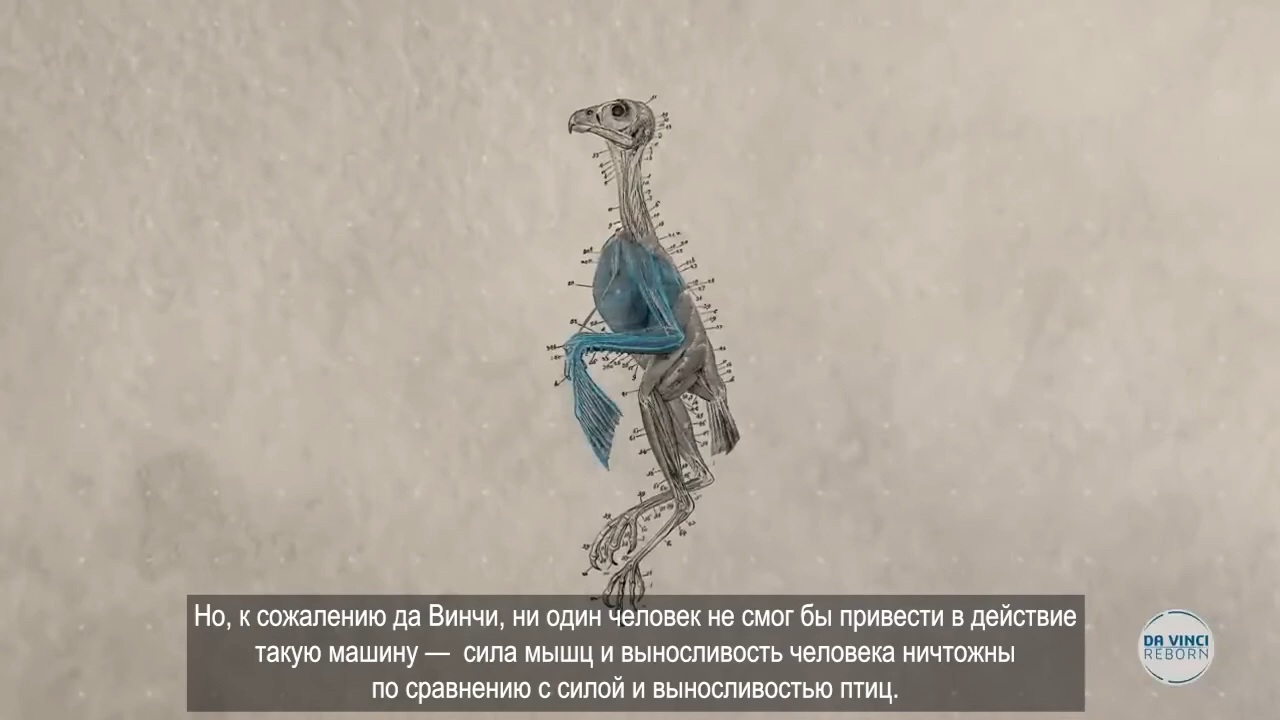 Но, к сожалению да Винчи, ни один человек не смог бы привести в действие
такую машину — сила мышц и выносливость человека ничтожны
по сравнению с силой и выносливостью птиц.
DA VINCI
REBORN